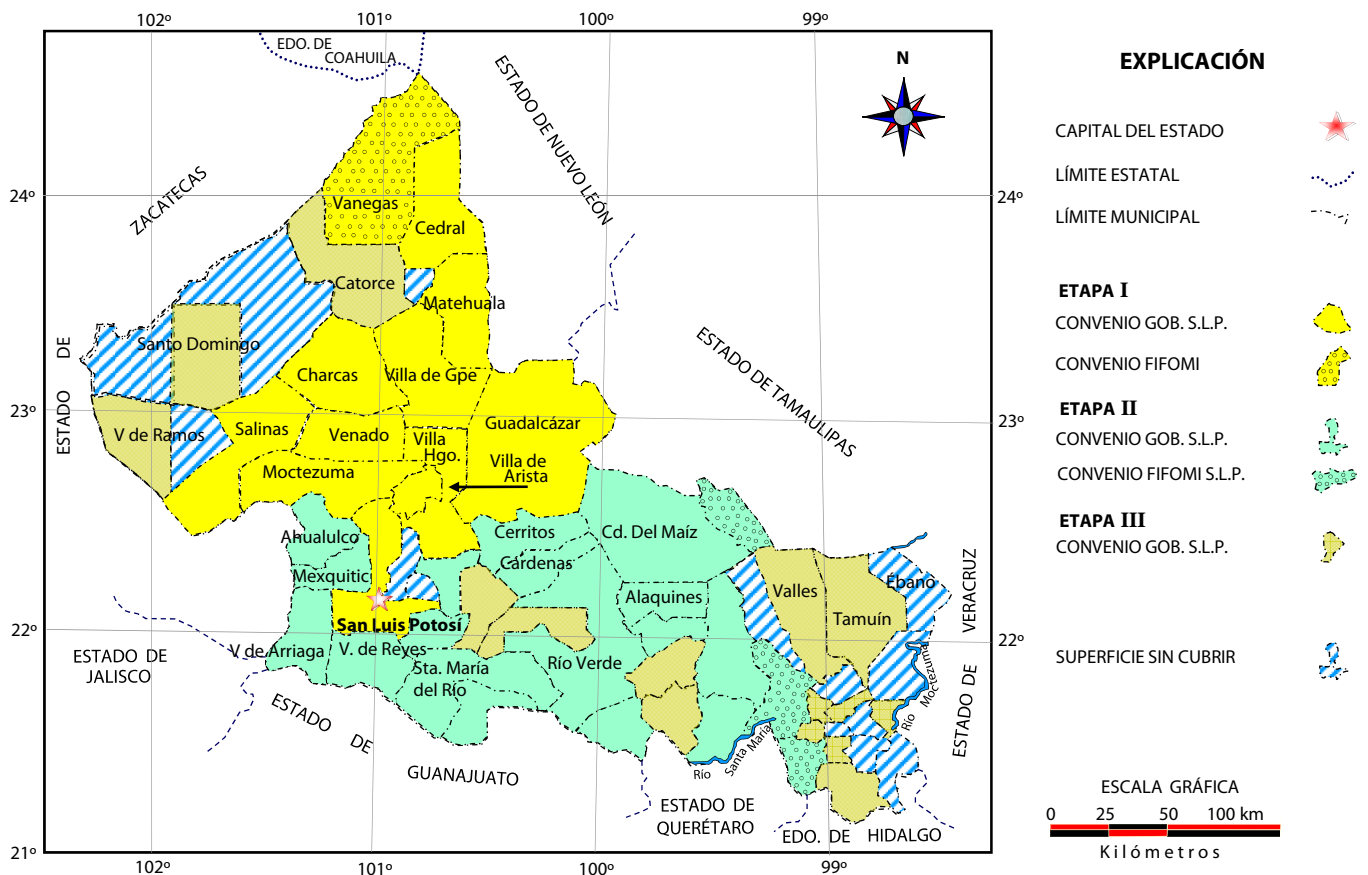 102º 101º 100º 99º
EDO. DE
COAHUILA
ESTADO DE NUEVO LEÓN
N
ZACATECAS
24º
24º
Vanegas
Cedral
Catorce
Matehuala
Santo Domingo
ESTADO DE
ESTADO DE TAMAULIPAS
Charcas
Villa de Gpe
23º
23º
V de Ramos
Salinas
Venado
Villa
Hgo.
Guadalcázar
Moctezuma
Villa de
Arista
Ahualulco
Cerritos
Cd. Del Maíz
Cárdenas
Mexquitic
Alaquines
Valles
Ébano
Tamuín
VERACRUZ
ESTADO DE
22º
22º
San Luis Potosí
V de Arriaga
V. de Reyes
Sta. María
del Río
Río Verde
ESTADO DE
JALISCO
Río Moctezuma
Río Santa María
ESTADO DE
GUANAJUATO
ESTADO DE
QUERÉTARO
EDO. DE HIDALGO
21º
102º 101º 100º 99º
EXPLICACIÓN
CAPITAL DEL ESTADO
LÍMITE ESTATAL
LÍMITE MUNICIPAL
ETAPA I
CONVENIO GOB. S.L.P.
CONVENIO FIFOMI
ETAPA II
CONVENIO GOB. S.L.P.
CONVENIO FIFOMI S.L.P.
ETAPA III
CONVENIO GOB. S.L.P.
SUPERFICIE SIN CUBRIR
ESCALA GRÁFICA
0 25 50 100 km
Kilómetros